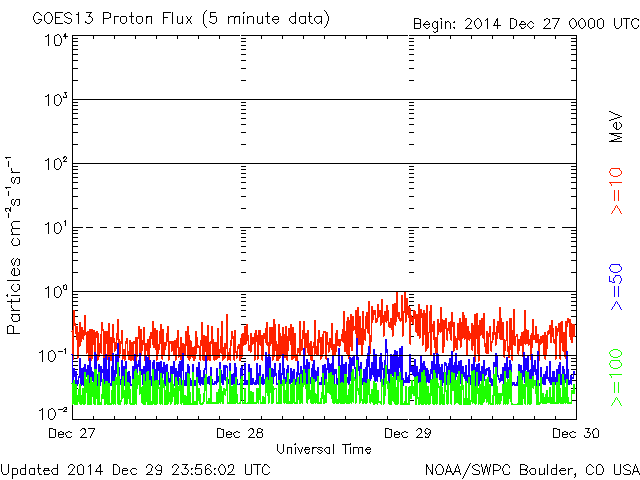 GOES13 Proton Flux (5 minute data)
Begin: 2014 Dec 27 0000 UTC
Particles cm⁻²s⁻¹sr⁻¹
10⁴
10³
10²
10¹
10⁰
10⁻¹
10⁻²
Dec 27
Dec 28
Dec 29
Dec 30
Universal Time
MeV
>=10
>=50
>=100
Updated 2014 Dec 29 23:56:02 UTC
NOAA/SWPC Boulder, CO USA